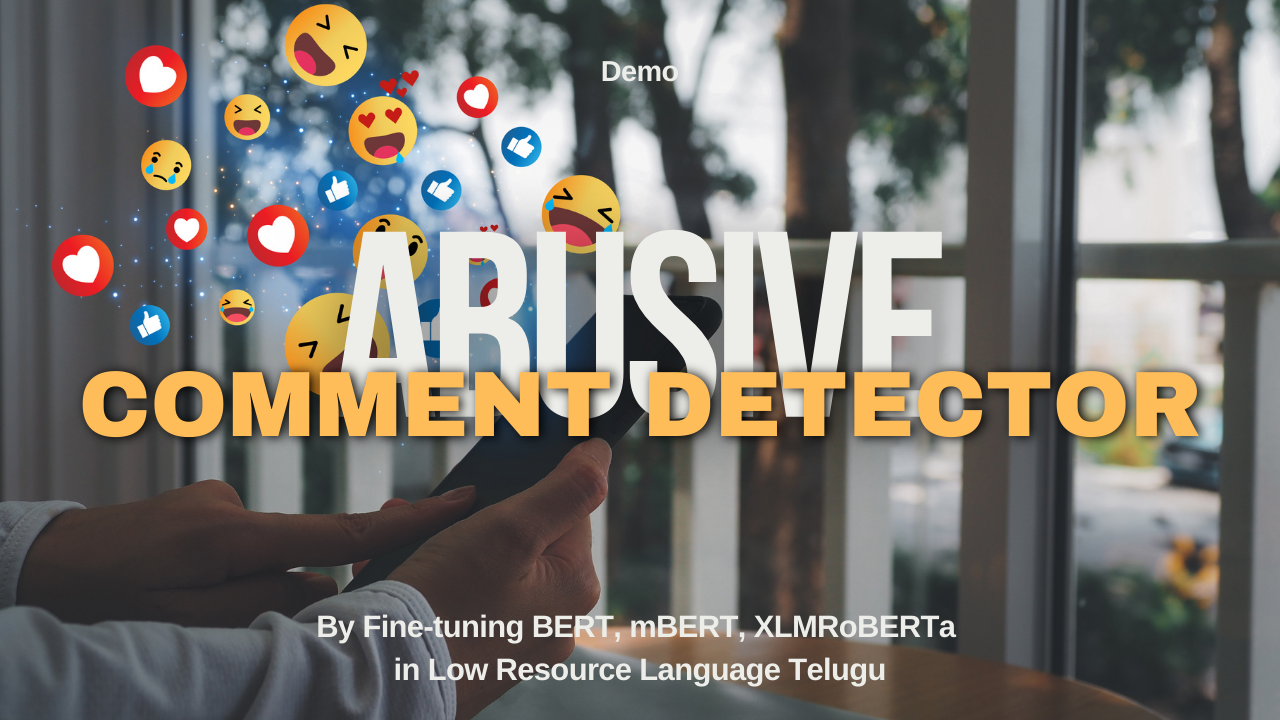 Demo
ABUSIVE
COMMENT DETECTOR
By Fine-tuning BERT, mBERT, XLMRoBERTa
in Low Resource Language Telugu